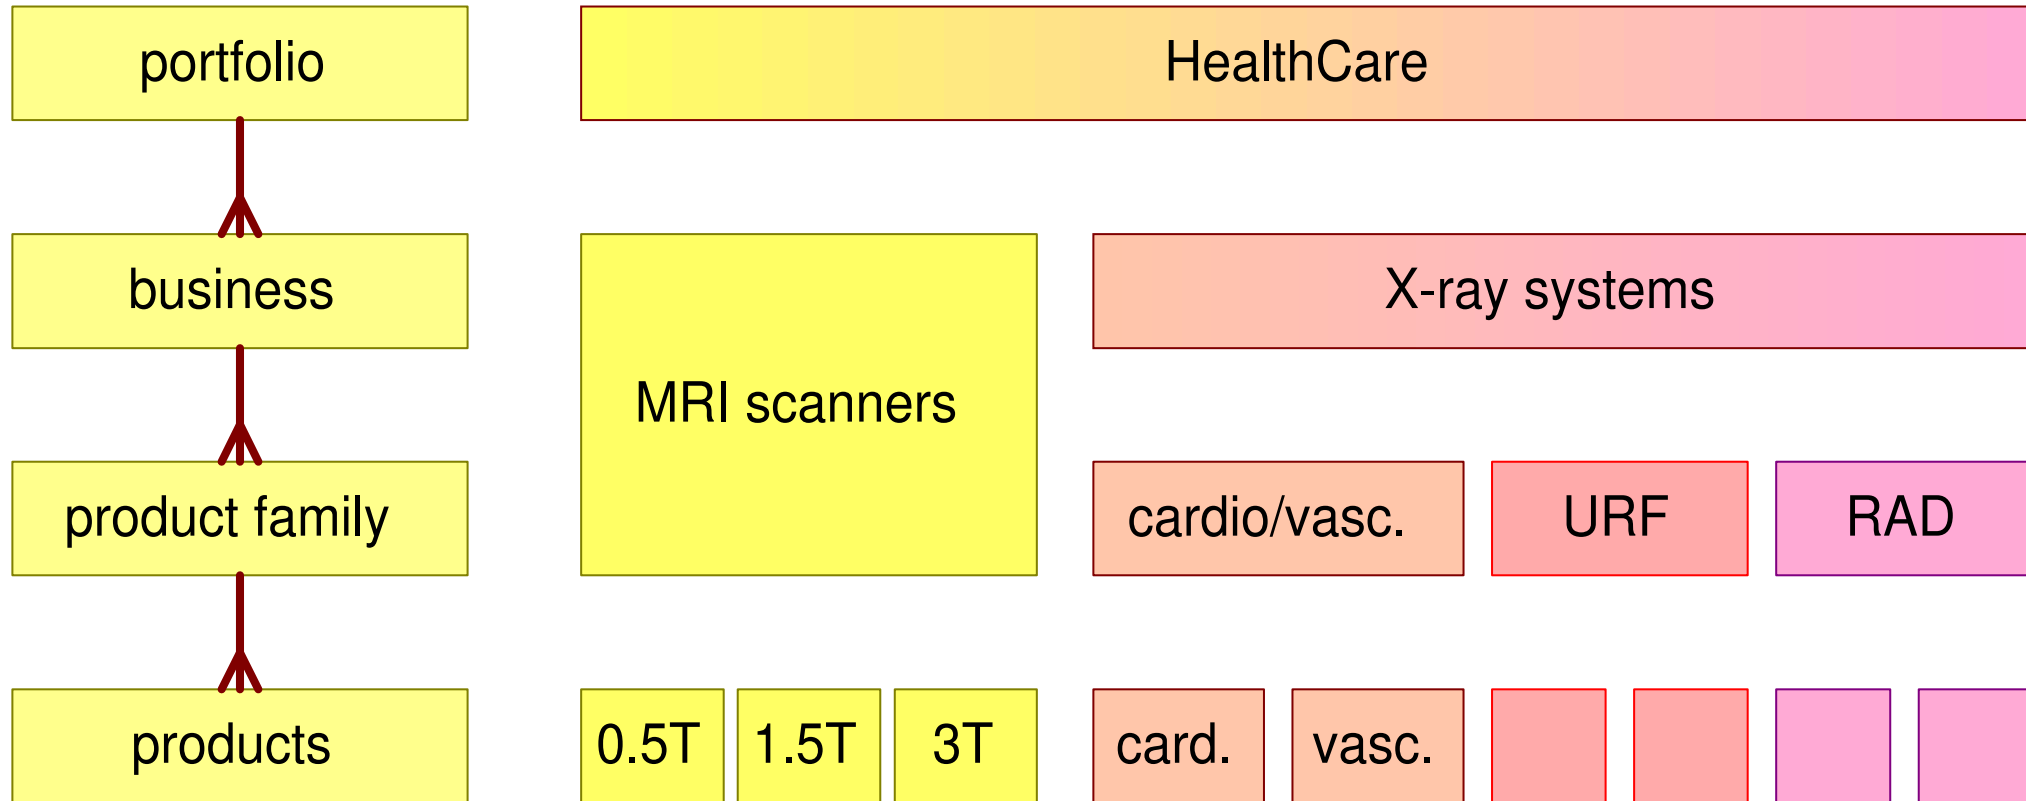 portfolio
HealthCare
business
X-ray systems
MRI scanners
product family
cardio/vasc.
URF
RAD
products
0.5T
1.5T
3T
card.
vasc.